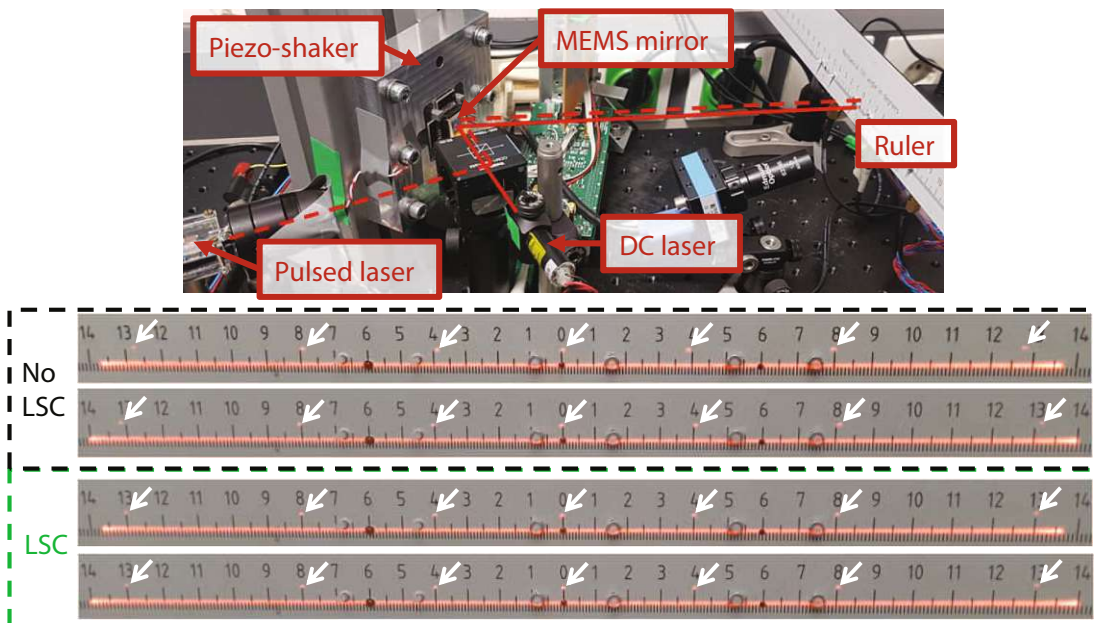 Piezo-shaker
MEMS mirror
Ruler
DC laser
Pulsed laser
No
LSC
14 13 12 11 10 9 8 7 6 5 4 3 2 1 0 1 2 3 4 5 6 7 8 9 10 11 12 14
14 12 11 10 9 8 7 6 5 4 3 2 1 0 1 2 3 4 5 6 7 8 9 10 11 12 13 14
LSC
14 13 12 11 10 9 8 7 6 5 4 3 2 1 0 1 2 3 4 5 6 7 8 9 10 11 12 13 14
14 13 12 11 10 9 8 7 6 5 4 3 2 1 0 1 2 3 4 5 6 7 8 9 10 11 12 13 14